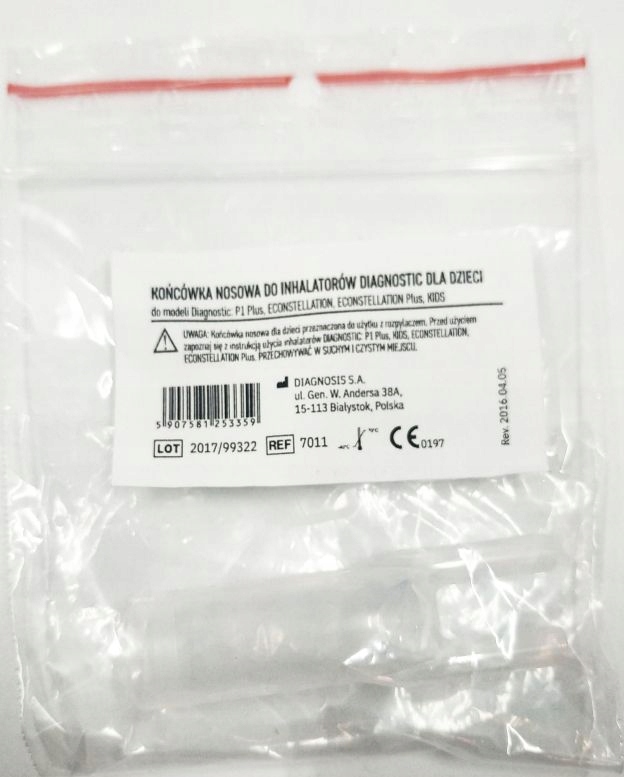 KOŃCÓWKA NOSOWA DO INHALATORÓW DIAGNOSTIC DLA DZIECI
do modeli Diagnostic: P1 Plus, ECONSTELLATION, ECONSTELLATION Plus, KIDS
UWAGA: Końcówka nosowa dla dzieci przeznaczona do użytku z rozpylaczem. Przed użyciem
zapoznaj się z instrukcją użycia inhalatorów DIAGNOSTIC P1 Plus, KIDS, ECONSTELLATION,
ECONSTELLATION Plus. PRZECHOWYWAĆ W SUCHYM I CZYSTYM MIEJSCU.
DIAGNOSIS S.A.
ul. Gen. W. Andersa 38A,
15-113 Białystok, Polska
5 907581 253359
LOT 2017/99322 REF 7011 CE 0197
Rev. 2016.04.05